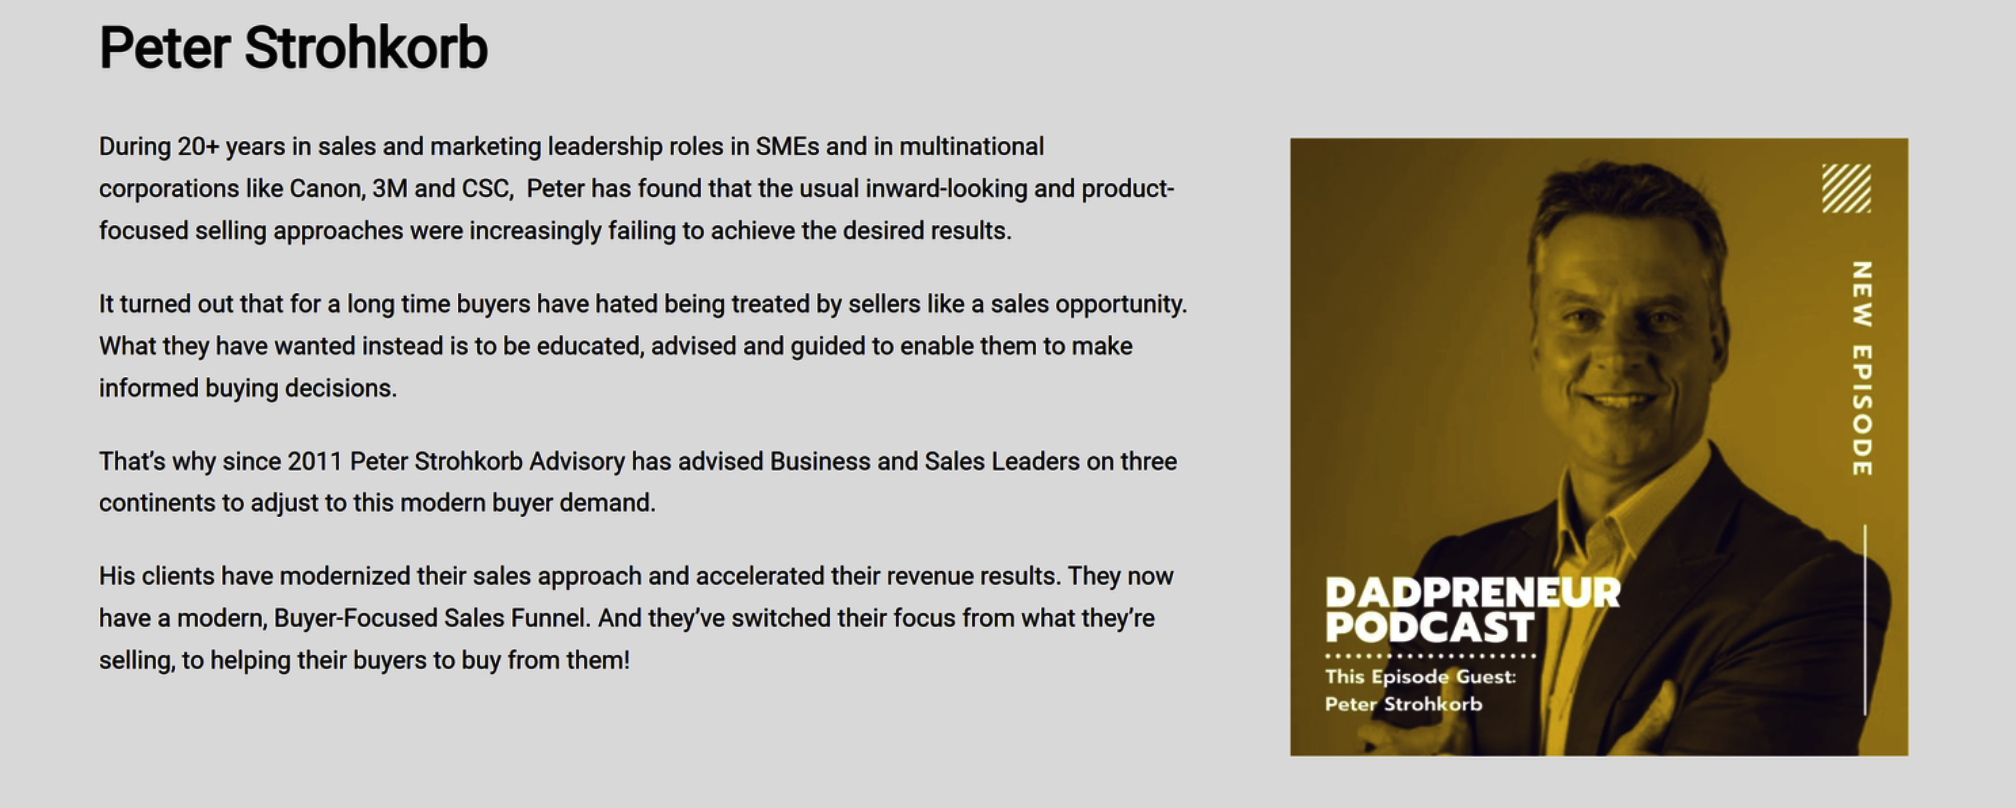 Peter Strohkorb
During 20+ years in sales and marketing leadership roles in SMEs and in multinational
corporations like Canon, 3M and CSC,  Peter has found that the usual inward-looking and product-
focused selling approaches were increasingly failing to achieve the desired results.
It turned out that for a long time buyers have hated being treated by sellers like a sales opportunity.
What they have wanted instead is to be educated, advised and guided to enable them to make
informed buying decisions.
That’s why since 2011 Peter Strohkorb Advisory has advised Business and Sales Leaders on three
continents to adjust to this modern buyer demand.
His clients have modernized their sales approach and accelerated their revenue results. They now
have a modern, Buyer-Focused Sales Funnel. And they’ve switched their focus from what they’re
selling, to helping their buyers to buy from them!
NEW EPISODE
DADPRENEUR
PODCAST
This Episode Guest:
Peter Strohkorb